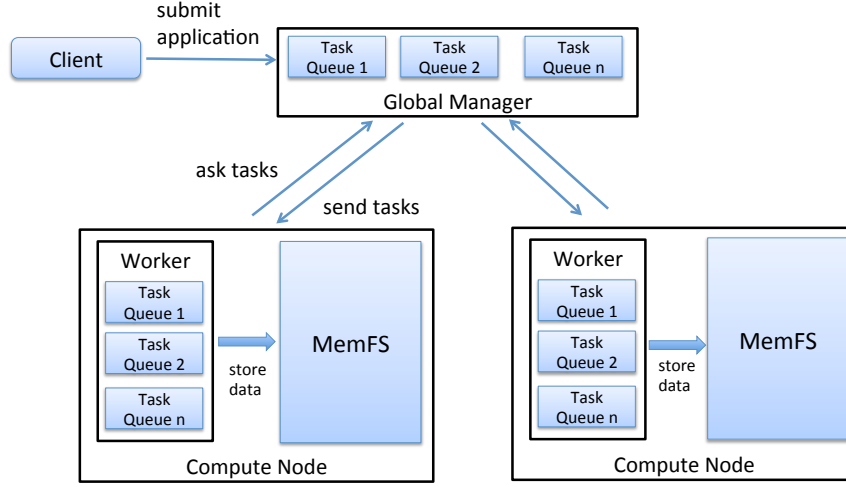 submit
application
Client
Task
Queue 1
Task
Queue 2
Task
Queue n
Global Manager
ask tasks
send tasks
Worker
Task
Queue 1
Task
Queue 2
Task
Queue n
store
data
MemFS
Compute Node
Worker
Task
Queue 1
Task
Queue 2
Task
Queue n
store
data
MemFS
Compute Node